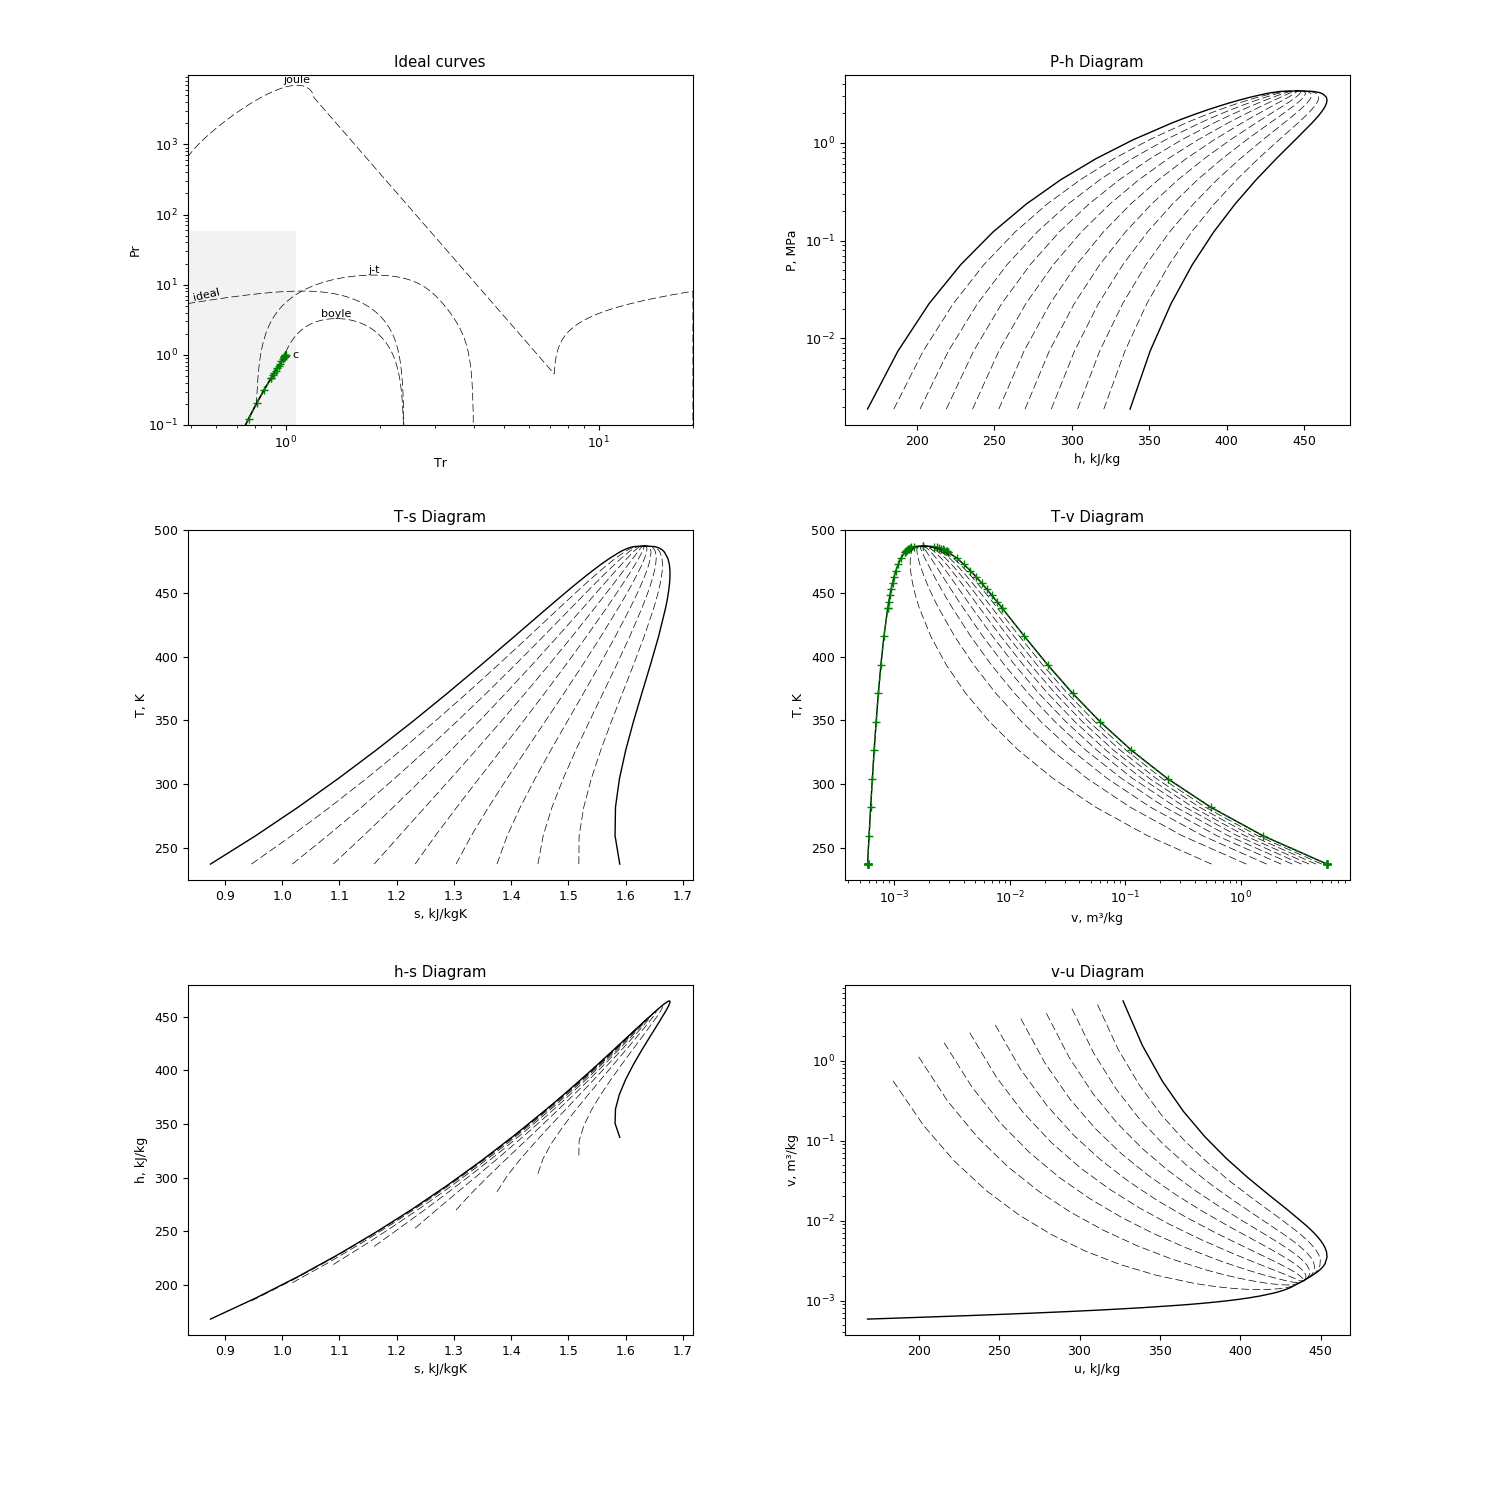 Ideal curves
joule
j-t
ideal
boyle
c
Pr
10³
10²
10¹
10⁰
10⁻¹
10⁰ 10¹
Tr
P-h Diagram
P, MPa
10⁰
10⁻¹
10⁻²
200 250 300 350 400 450
h, kJ/kg
T-s Diagram
T, K
500
450
400
350
300
250
0.9 1.0 1.1 1.2 1.3 1.4 1.5 1.6 1.7
s, kJ/kgK
T-v Diagram
T, K
500
450
400
350
300
250
10⁻³ 10⁻² 10⁻¹ 10⁰
v, m³/kg
h-s Diagram
h, kJ/kg
450
400
350
300
250
200
0.9 1.0 1.1 1.2 1.3 1.4 1.5 1.6 1.7
s, kJ/kgK
v-u Diagram
v, m³/kg
10⁰
10⁻¹
10⁻²
10⁻³
200 250 300 350 400 450
u, kJ/kg